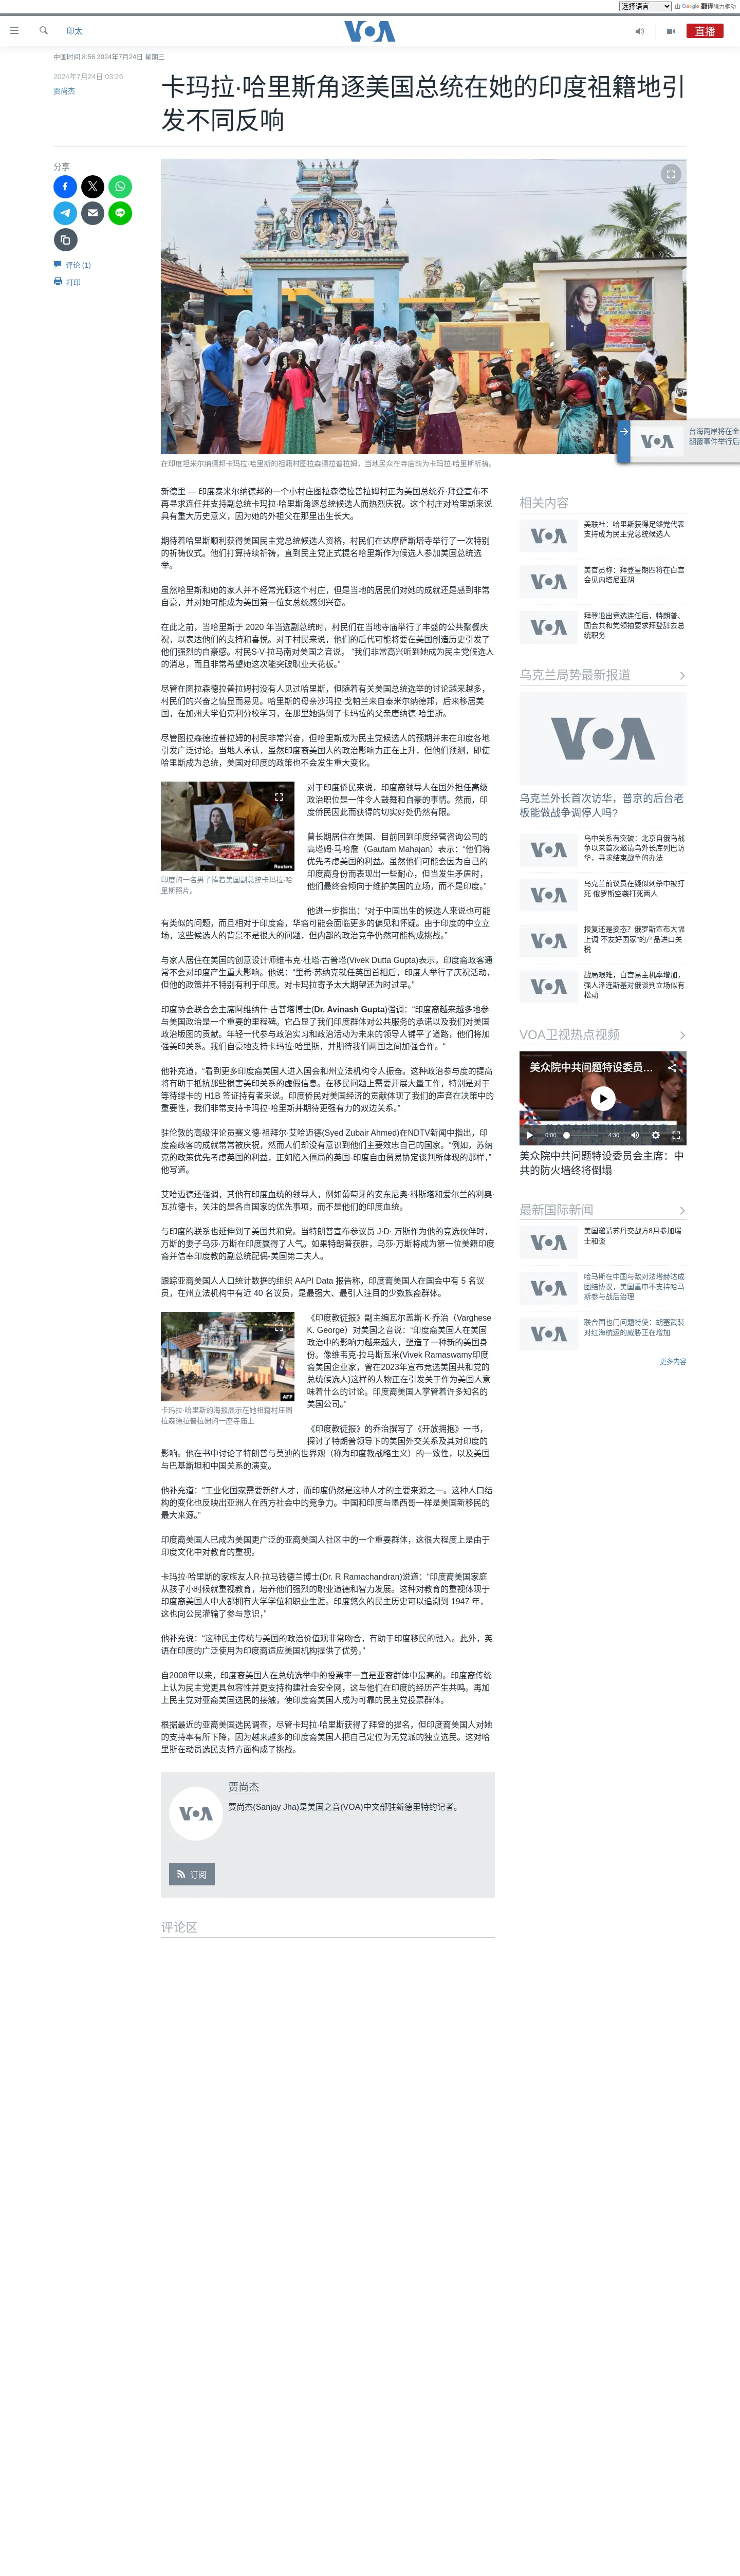 选择语言
由 Google 翻译强力驱动
印太
VOA
直播
中国时间 8:56 2024年7月24日 星期三
2024年7月24日 03:26
贾尚杰
卡玛拉·哈里斯角逐美国总统在她的印度祖籍地引
发不同反响
分享
评论 (1)
打印
在印度坦米尔纳德邦卡玛拉·哈里斯的祖籍村图拉森德拉普拉姆，当地民众在寺庙前为卡玛拉·哈里斯祈祷。
台海两岸将在金
翻覆事件举行后
新德里 — 印度泰米尔纳德邦的一个小村庄图拉森德拉普拉姆村正为美国总统乔·拜登宣布不
再寻求连任并支持副总统卡玛拉·哈里斯角逐总统候选人而热烈庆祝。这个村庄对哈里斯来说
具有重大历史意义，因为她的外祖父在那里出生长大。
期待着哈里斯顺利获得美国民主党总统候选人资格，村民们在达摩萨斯塔寺举行了一次特别
的祈祷仪式。他们打算持续祈祷，直到民主党正式提名哈里斯作为候选人参加美国总统选
举。
虽然哈里斯和她的家人并不经常光顾这个村庄，但是当地的居民们对她的成就还是感到非常
自豪，并对她可能成为美国第一位女总统感到兴奋。
在此之前，当哈里斯于 2020 年当选副总统时，村民们在当地寺庙举行了丰盛的公共聚餐庆
祝，以表达他们的支持和喜悦。对于村民来说，他们的后代可能将要在美国创造历史引发了
他们强烈的自豪感。村民S·V·拉马南对美国之音说， “我们非常高兴听到她成为民主党候选人
的消息，而且非常希望她这次能突破职业天花板。”
尽管在图拉森德拉普拉姆村没有人见过哈里斯，但随着有关美国总统选举的讨论越来越多，
村民们的兴奋之情显而易见。哈里斯的母亲沙玛拉·戈帕兰来自泰米尔纳德邦，后来移居美
国，在加州大学伯克利分校学习，在那里她遇到了卡玛拉的父亲唐纳德·哈里斯。
尽管图拉森德拉普拉姆的村民非常兴奋，但哈里斯成为民主党候选人的预期并未在印度各地
引发广泛讨论。当地人承认，虽然印度裔美国人的政治影响力正在上升，但他们预测，即使
哈里斯成为总统，美国对印度的政策也不会发生重大变化。
Reuters
印度的一名男子捧着美国副总统卡玛拉·哈
里斯照片。
对于印度侨民来说，印度裔领导人在国外担任高级
政治职位是一件令人鼓舞和自豪的事情。然而，印
度侨民因此而获得的切实好处仍然有限。
曾长期居住在美国、目前回到印度经营咨询公司的
高塔姆·马哈詹（Gautam Mahajan）表示：“他们将
优先考虑美国的利益。虽然他们可能会因为自己的
印度裔身份而表现出一些耐心，但当发生矛盾时，
他们最终会倾向于维护美国的立场，而不是印度。”
他进一步指出：“对于中国出生的候选人来说也可能
有类似的问题，而且相对于印度裔，华裔可能会面临更多的偏见和怀疑。由于印度的中立立
场，这些候选人的背景不是很大的问题，但内部的政治竞争仍然可能构成挑战。”
与家人居住在美国的创意设计师维韦克·杜塔·古普塔(Vivek Dutta Gupta)表示，印度裔政客通
常不会对印度产生重大影响。他说：“里希·苏纳克就任英国首相后，印度人举行了庆祝活动，
但他的政策并不特别有利于印度。对卡玛拉寄予太大期望还为时过早。”
印度协会联合会主席阿维纳什·古普塔博士(Dr. Avinash Gupta)强调：“印度裔越来越多地参
与美国政治是一个重要的里程碑。它凸显了我们印度群体对公共服务的承诺以及我们对美国
政治版图的贡献。年轻一代参与政治实习和政治活动为未来的领导人铺平了道路，他们将加
强美印关系。我们自豪地支持卡玛拉·哈里斯，并期待我们两国之间加强合作。“
他补充道，“看到更多印度裔美国人进入国会和州立法机构令人振奋。这种政治参与度的提高
将有助于抵抗那些损害美印关系的虚假信息。在移民问题上需要开展大量工作，特别是对于
等待绿卡的 H1B 签证持有者来说。印度侨民对美国经济的贡献体现了我们的声音在决策中的
重要性，我们非常支持卡玛拉·哈里斯并期待更强有力的双边关系。”
驻伦敦的高级评论员赛义德·祖拜尔·艾哈迈德(Syed Zubair Ahmed)在NDTV新闻中指出，印
度裔政客的成就常常被庆祝，然而人们却没有意识到他们主要效忠自己的国家。“例如，苏纳
克的政策优先考虑英国的利益，正如陷入僵局的英国-印度自由贸易协定谈判所体现的那样，”
他写道。
艾哈迈德还强调，其他有印度血统的领导人，例如葡萄牙的安东尼奥·科斯塔和爱尔兰的利奥·
瓦拉德卡，关注的是各自国家的优先事项，而不是他们的印度血统。
与印度的联系也延伸到了美国共和党。当特朗普宣布参议员 J·D· 万斯作为他的竞选伙伴时，
万斯的妻子乌莎·万斯在印度赢得了人气。如果特朗普获胜，乌莎·万斯将成为第一位美籍印度
裔并信奉印度教的副总统配偶-美国第二夫人。
跟踪亚裔美国人人口统计数据的组织 AAPI Data 报告称，印度裔美国人在国会中有 5 名议
员，在州立法机构中有近 40 名议员，是最强大、最引人注目的少数族裔群体。
AFP
卡玛拉·哈里斯的海报展示在她祖籍村庄图
拉森德拉普拉姆的一座寺庙上
《印度教徒报》副主编瓦尔盖斯·K·乔治（Varghese
K. George）对美国之音说：“印度裔美国人在美国
政治中的影响力越来越大，塑造了一种新的美国身
份。像维韦克·拉马斯瓦米(Vivek Ramaswamy印度
裔美国企业家，曾在2023年宣布竞选美国共和党的
总统候选人)这样的人物正在引发关于作为美国人意
味着什么的讨论。印度裔美国人掌管着许多知名的
美国公司。”
《印度教徒报》的乔治撰写了《开放拥抱》一书，
探讨了特朗普领导下的美国外交关系及其对印度的
影响。他在书中讨论了特朗普与莫迪的世界观（称为印度教战略主义）的一致性，以及美国
与巴基斯坦和中国关系的演变。
他补充道：“工业化国家需要新鲜人才，而印度仍然是这种人才的主要来源之一。这种人口结
构的变化也反映出亚洲人在西方社会中的竞争力。中国和印度与墨西哥一样是美国新移民的
最大来源。”
印度裔美国人已成为美国更广泛的亚裔美国人社区中的一个重要群体，这很大程度上是由于
印度文化中对教育的重视。
卡玛拉·哈里斯的家族友人R·拉马钱德兰博士(Dr. R Ramachandran)说道：“印度裔美国家庭
从孩子小时候就重视教育，培养他们强烈的职业道德和智力发展。这种对教育的重视体现于
印度裔美国人中大都拥有大学学位和职业生涯。印度悠久的民主历史可以追溯到 1947 年，
这也向公民灌输了参与意识，”
他补充说：“这种民主传统与美国的政治价值观非常吻合，有助于印度移民的融入。此外，英
语在印度的广泛使用为印度裔适应美国机构提供了优势。”
自2008年以来，印度裔美国人在总统选举中的投票率一直是亚裔群体中最高的。印度裔传统
上认为民主党更具包容性并更支持构建社会安全网，这与他们在印度的经历产生共鸣。再加
上民主党对亚裔美国选民的接触，使印度裔美国人成为可靠的民主党投票群体。
根据最近的亚裔美国选民调查，尽管卡玛拉·哈里斯获得了拜登的提名，但印度裔美国人对她
的支持率有所下降，因为越来越多的印度裔美国人把自己定位为无党派的独立选民。这对哈
里斯在动员选民支持方面构成了挑战。
VOA
贾尚杰
贾尚杰(Sanjay Jha)是美国之音(VOA)中文部驻新德里特约记者。
订阅
评论区
相关内容
美联社：哈里斯获得足够党代表
支持成为民主党总统候选人
美官员称：拜登星期四将在白宫
会见内塔尼亚胡
拜登退出竞选连任后，特朗普、
国会共和党领袖要求拜登辞去总
统职务
乌克兰局势最新报道
VOA
乌克兰外长首次访华，普京的后台老
板能做战争调停人吗?
乌中关系有突破：北京自俄乌战
争以来首次邀请乌外长库列巴访
华，寻求结束战争的办法
乌克兰前议员在疑似刺杀中被打
死 俄罗斯空袭打死两人
报复还是姿态？俄罗斯宣布大幅
上调“不友好国家”的产品进口关
税
战局艰难，白宫易主机率增加，
强人泽连斯基对俄谈判立场似有
松动
VOA卫视热点视频
美众院中共问题特设委员...
0:00
4:30
美众院中共问题特设委员会主席：中
共的防火墙终将倒塌
最新国际新闻
美国邀请苏丹交战方8月参加瑞
士和谈
哈马斯在中国与敌对法塔赫达成
团结协议，美国重申不支持哈马
斯参与战后治理
联合国也门问题特使：胡塞武装
对红海航运的威胁正在增加
更多内容